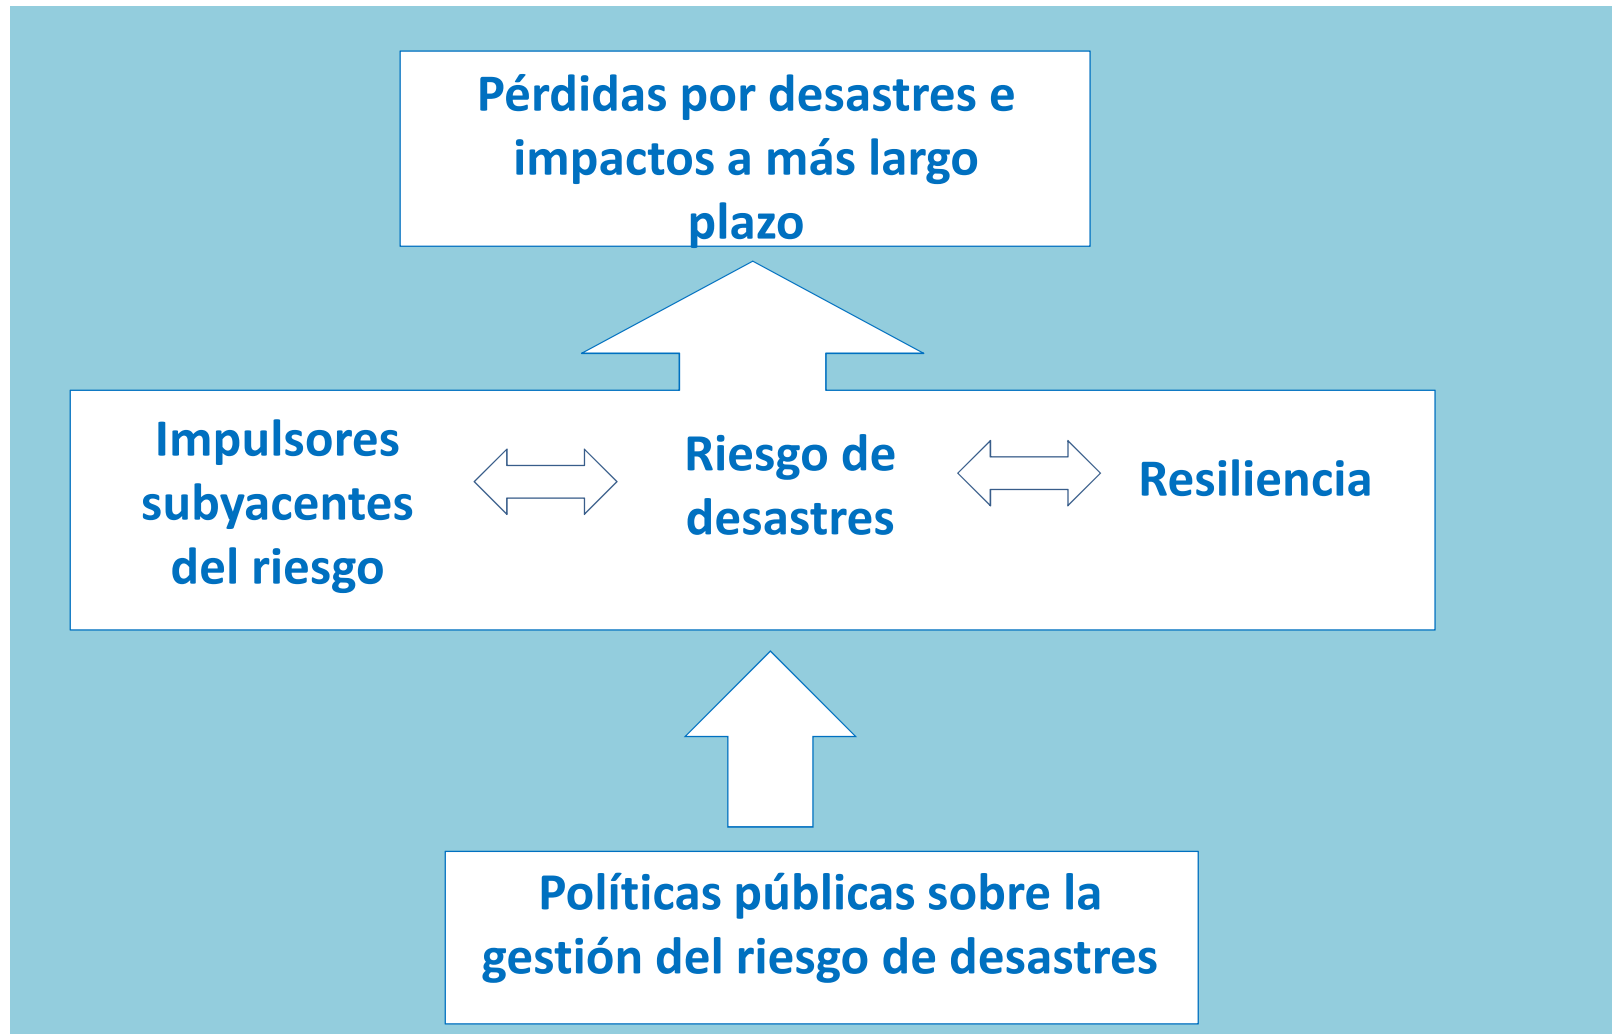 Pérdidas por desastres e
impactos a más largo
plazo
Impulsores
subyacentes
del riesgo
Riesgo de
desastres
Resiliencia
Políticas públicas sobre la
gestión del riesgo de desastres